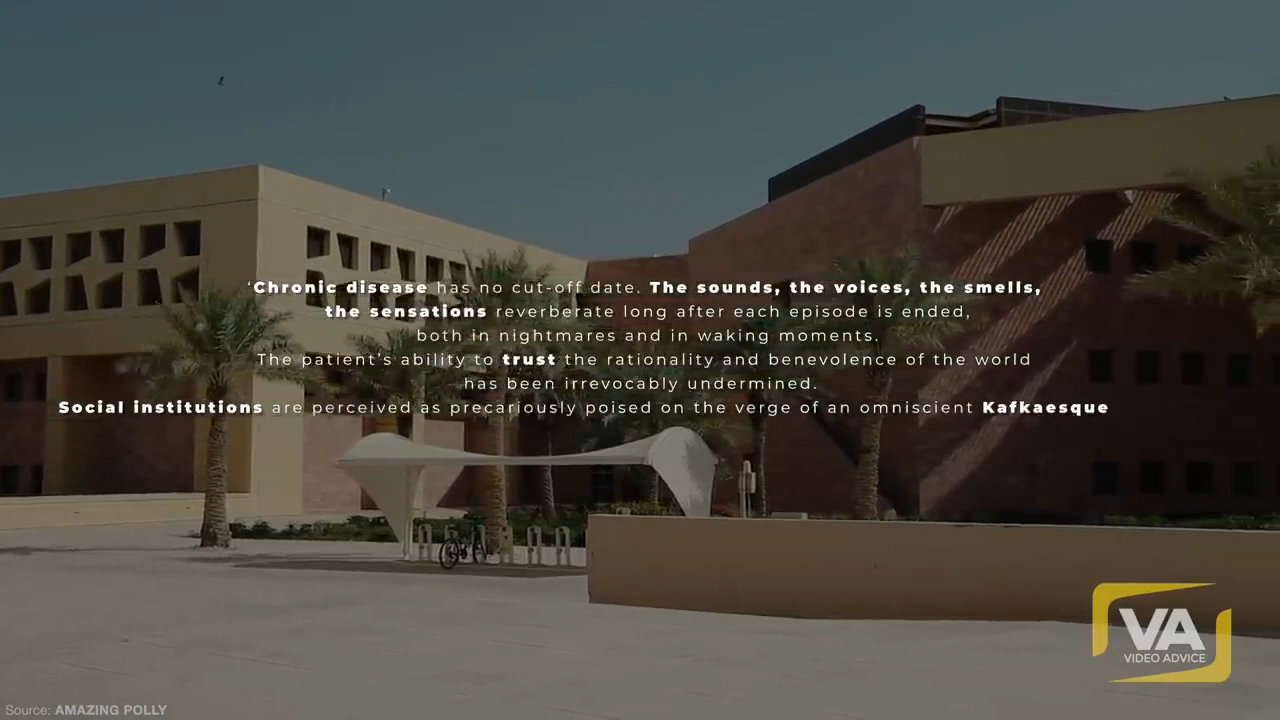 ‘Chronic disease has no cut-off date. The sounds, the voices, the smells,
the sensations reverberate long after each episode is ended,
both in nightmares and in waking moments.
The patient’s ability to trust the rationality and benevolence of the world
has been irrevocably undermined.
Social institutions are perceived as precariously poised on the verge of an omniscient Kafkaesque
VA
VIDEO ADVICE
Source: AMAZING POLLY